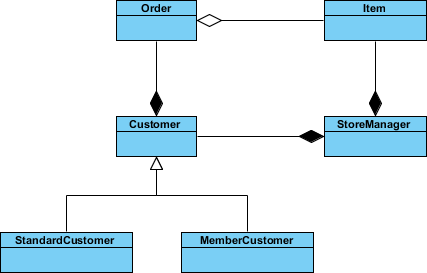 Order
Item
Customer
StoreManager
StandardCustomer
MemberCustomer